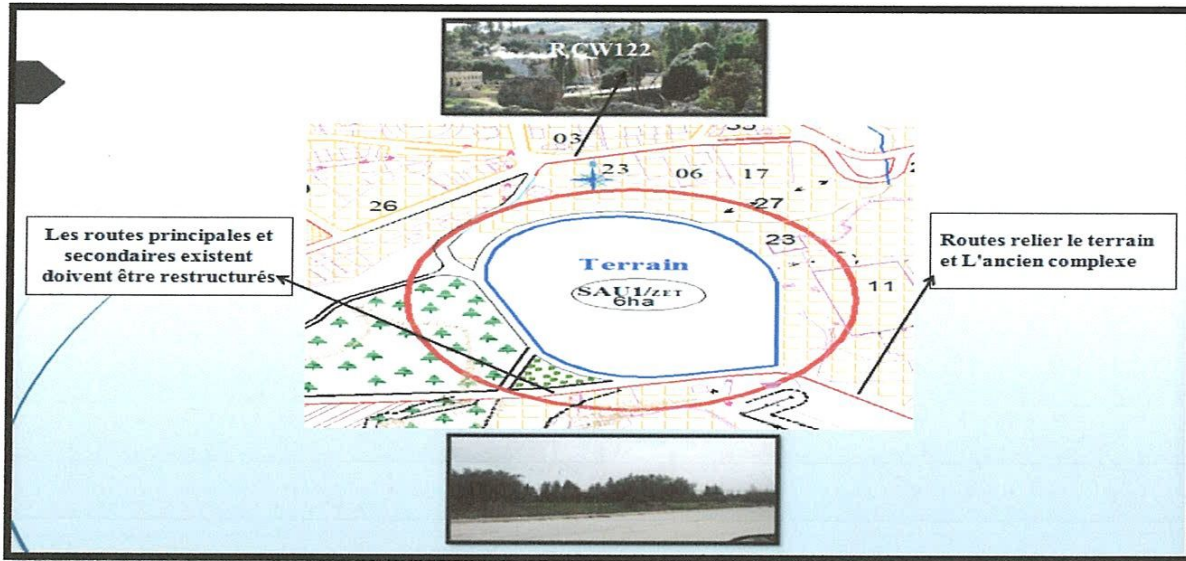 R CW122
03
23
06
17
26
27
23
11
Les routes principales et
secondaires existent
doivent être restructurés
Terrain
SAU1/ZET
6ha
Routes relier le terrain
et L'ancien complexe